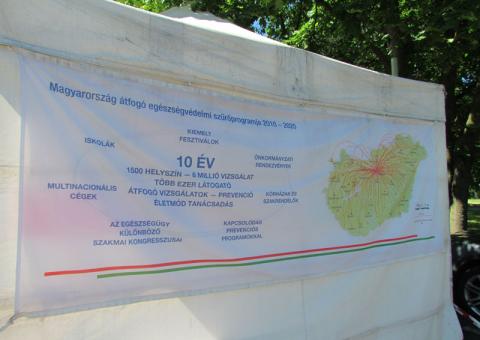 Magyarország átfogó egészségvédelmi szűrőprogramja 2010 – 2020
KIEMELT
FESZTIVÁLOK
ISKOLÁK
ÖNKORMÁNYZATI
RENDEZVÉNYEK
10 ÉV
1500 HELYSZÍN – 6 MILLIÓ VIZSGÁLAT
TÖBB EZER LÁTOGATÓ
ÁTFOGÓ VIZSGÁLATOK – PREVENCIÓ
ÉLETMÓD TANÁCSADÁS
MULTINACIONÁLIS
CÉGEK
KÓRHÁZAK ÉS
SZAKRENDELŐK
AZ EGÉSZSÉGÜGY
KÜLÖNBÖZŐ
SZAKMAI KONGRESSZUSAI
KAPCSOLÓDÁS
PREVENCIÓS
PROGRAMOKKAL